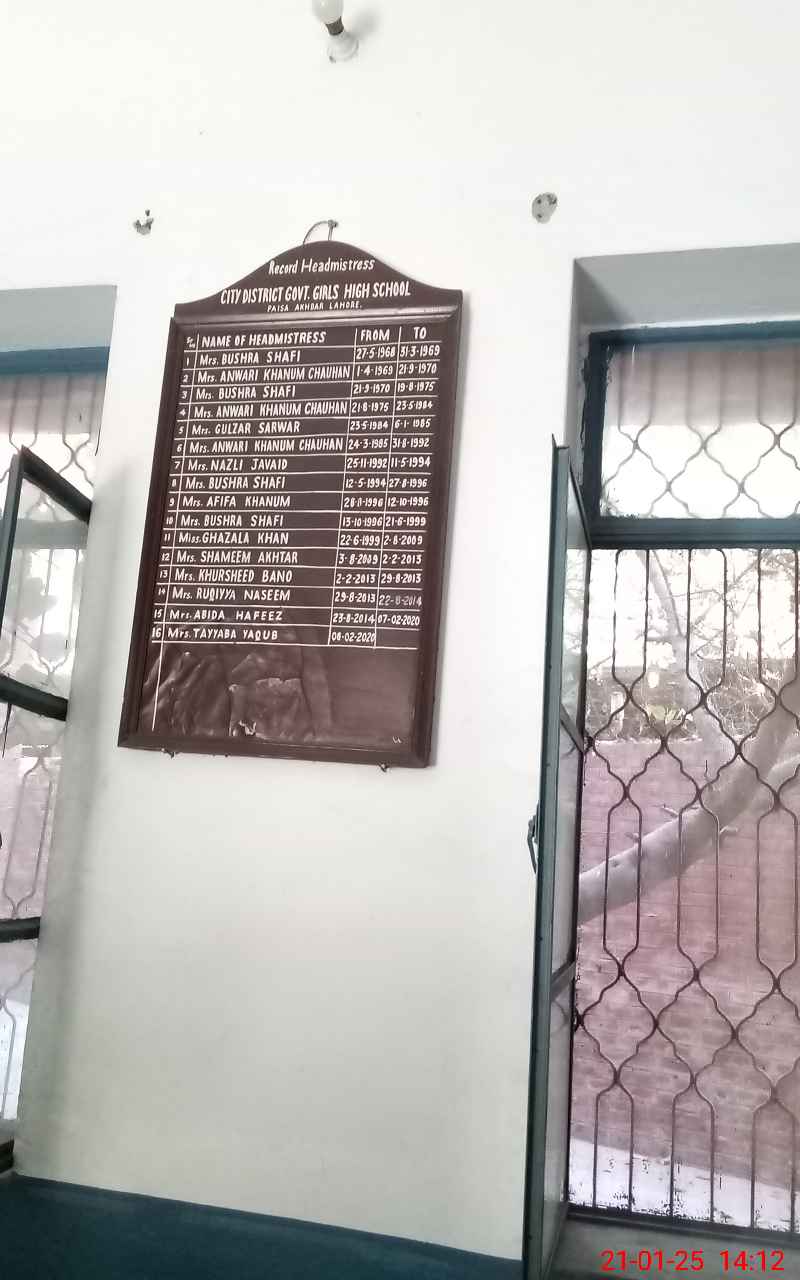 Record Headmistress
CITY DISTRICT GOVT. GIRLS HIGH SCHOOL
PAISA AKHBAR LAHORE.
Sr. No NAME OF HEADMISTRESS FROM TO
1 Mrs. BUSHRA SHAFI 27-5-1968 31-3-1969
2 Mrs. ANWARI KHANUM CHAUHAN 1-4-1969 21-9-1970
3 Mrs. BUSHRA SHAFI 21-9-1970 19-8-1975
4 Mrs. ANWARI KHANUM CHAUHAN 21-8-1975 23-5-1984
5 Mrs. GULZAR SARWAR 23-5-1984 6-1-1985
6 Mrs. ANWARI KHANUM CHAUHAN 24-3-1985 31-8-1992
7 Mrs. NAZLI JAVAID 25-11-1992 11-5-1994
8 Mrs. BUSHRA SHAFI 12-5-1994 27-8-1996
9 Mrs. AFIFA KHANUM 28-8-1996 12-10-1996
10 Mrs. BUSHRA SHAFI 13-10-1996 21-6-1999
11 Miss. GHAZALA KHAN 22-6-1999 2-8-2009
12 Mrs. SHAMEEM AKHTAR 3-8-2009 2-2-2013
13 Mrs. KHURSHEED BANO 2-2-2013 29-8-2013
14 Mrs. RUQIYYA NASEEM 29-8-2013 22-8-2014
15 Mrs. ABIDA HAFEEZ 23-8-2014 07-02-2020
16 Mrs. TAYYABA YAQUB 08-02-2020
21-01-25 14:12